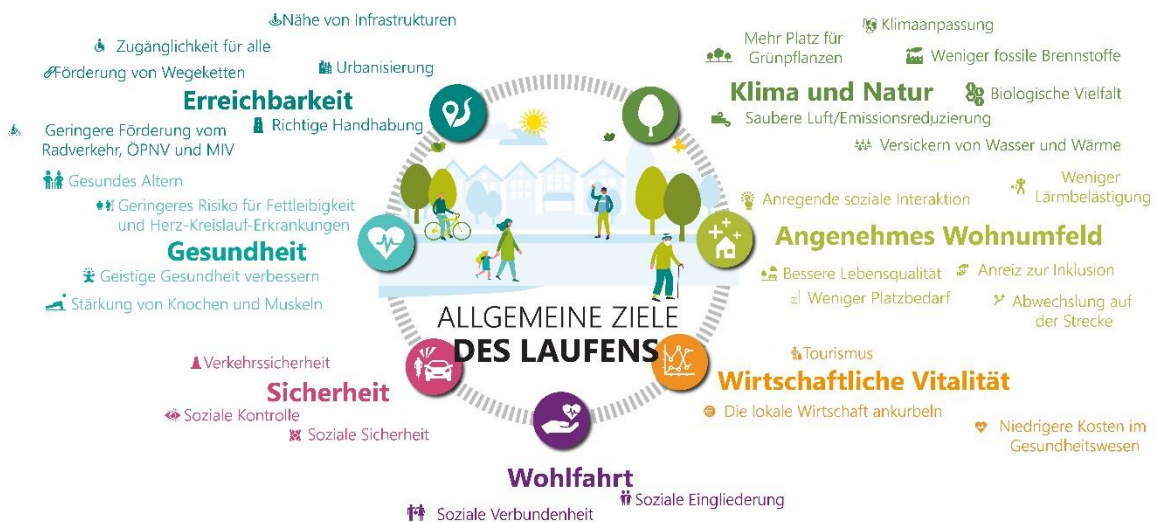 Nähe von Infrastrukturen
Zugänglichkeit für alle
Förderung von Wegeketten
Urbanisierung
Erreichbarkeit
Richtige Handhabung
Geringere Förderung vom
Radverkehr, ÖPNV und MIV
Gesundes Altern
Geringeres Risiko für Fettleibigkeit
und Herz-Kreislauf-Erkrankungen
Gesundheit
Geistige Gesundheit verbessern
Stärkung von Knochen und Muskeln
Verkehrssicherheit
Sicherheit
Soziale Kontrolle
Soziale Sicherheit
ALLGEMEINE ZIELE
DES LAUFENS
Wohlfahrt
Soziale Eingliederung
Soziale Verbundenheit
Klimaanpassung
Mehr Platz für
Grünpflanzen
Weniger fossile Brennstoffe
Klima und Natur
Biologische Vielfalt
Saubere Luft/Emissionsreduzierung
Versickern von Wasser und Wärme
Weniger
Lärmbelästigung
Anregende soziale Interaktion
Angenehmes Wohnumfeld
Bessere Lebensqualität
Anreiz zur Inklusion
Weniger Platzbedarf
Abwechslung auf
der Strecke
Tourismus
Wirtschaftliche Vitalität
Die lokale Wirtschaft ankurbeln
Niedrigere Kosten im
Gesundheitswesen